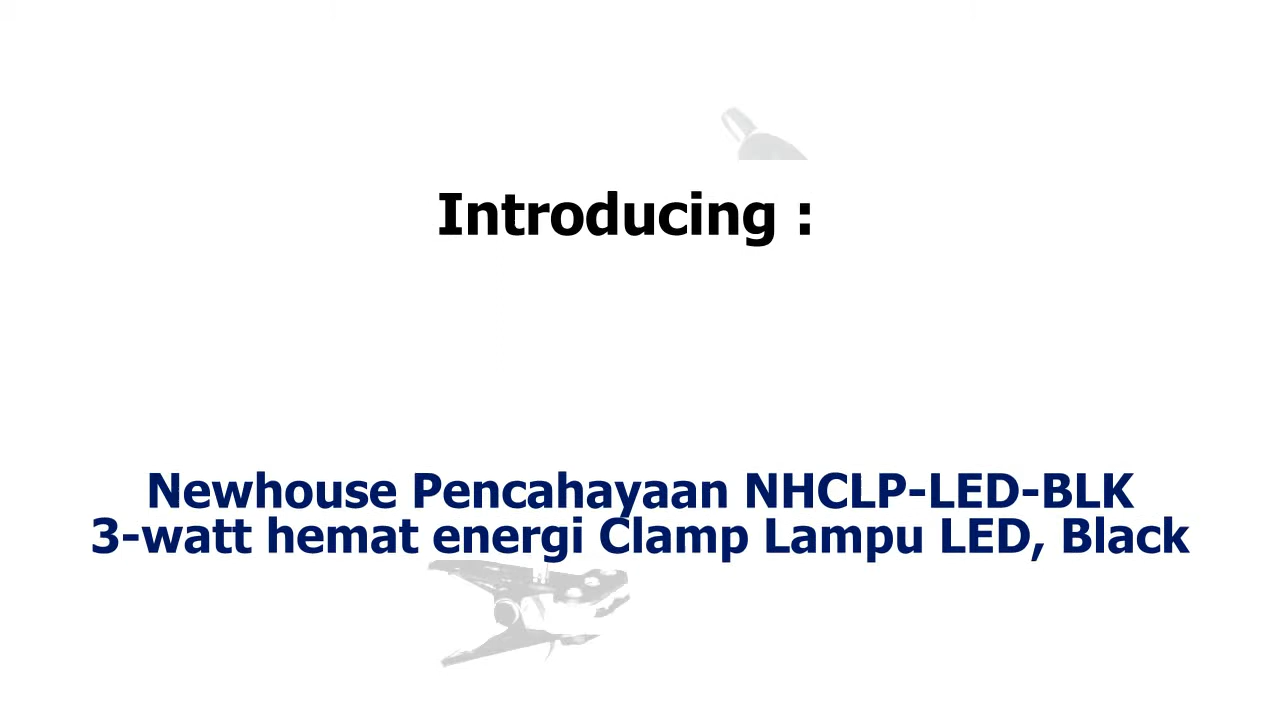 Introducing :
Newhouse Pencahayaan NHCLP-LED-BLK
3-watt hemat energi Clamp Lampu LED, Black